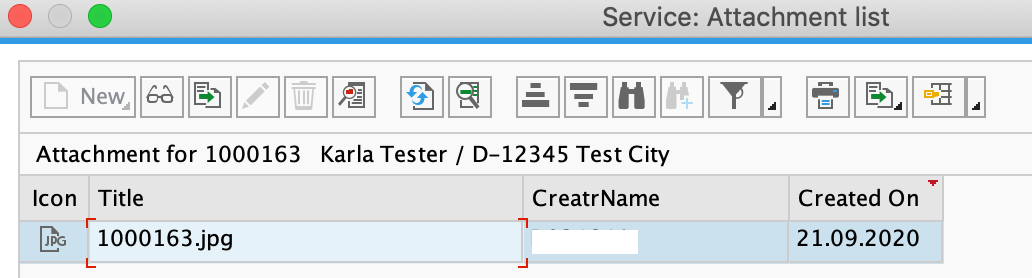 Service: Attachment list
New
Attachment for 1000163 Karla Tester / D-12345 Test City
Icon Title CreatrName Created On
JPG 1000163.jpg 21.09.2020